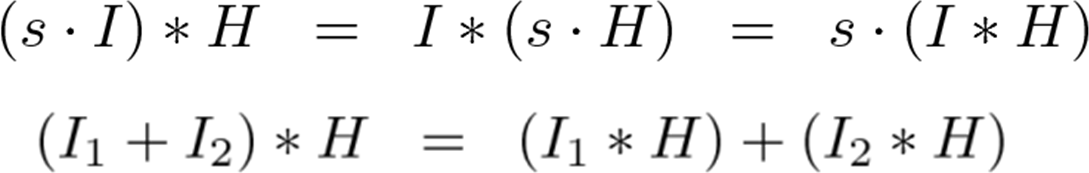 (s · I) ∗ H = I ∗ (s · H) = s · (I ∗ H)
(I₁ + I₂) ∗ H = (I₁ ∗ H) + (I₂ ∗ H)